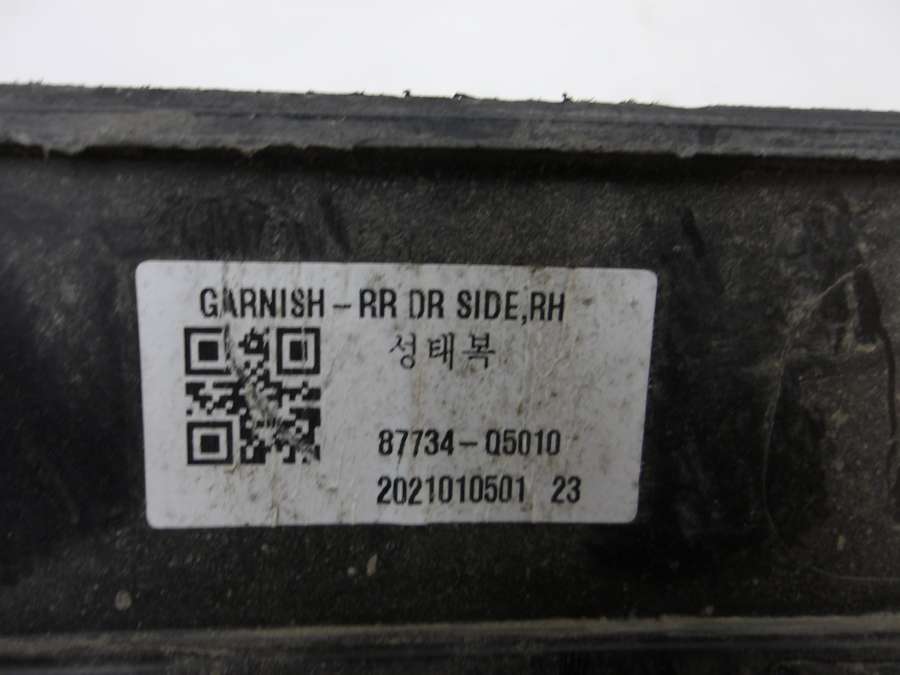 GARNISH-RR DR SIDE,RH
성태복
87734-Q5010
2021010501 23